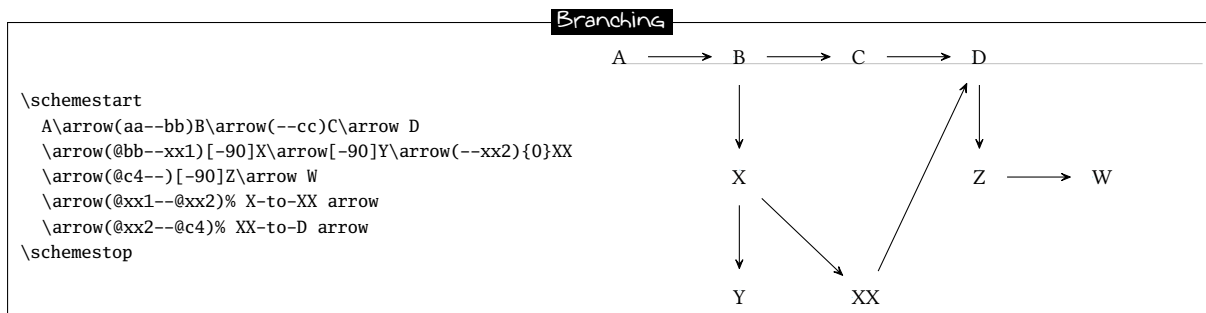 Branching
\schemestart
A\arrow(aa--bb)B\arrow(--cc)C\arrow D
\arrow(@bb--xx1)[-90]X\arrow[-90]Y\arrow(--xx2){0}XX
\arrow(@c4--)[-90]Z\arrow W
\arrow(@xx1--@xx2)% X-to-XX arrow
\arrow(@xx2--@c4)% XX-to-D arrow
\schemestop
A B C D
X Z W
Y XX